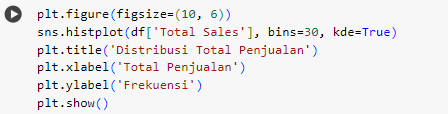 plt.figure(figsize=(10, 6))
sns.histplot(df['Total Sales'], bins=30, kde=True)
plt.title('Distribusi Total Penjualan')
plt.xlabel('Total Penjualan')
plt.ylabel('Frekuensi')
plt.show()